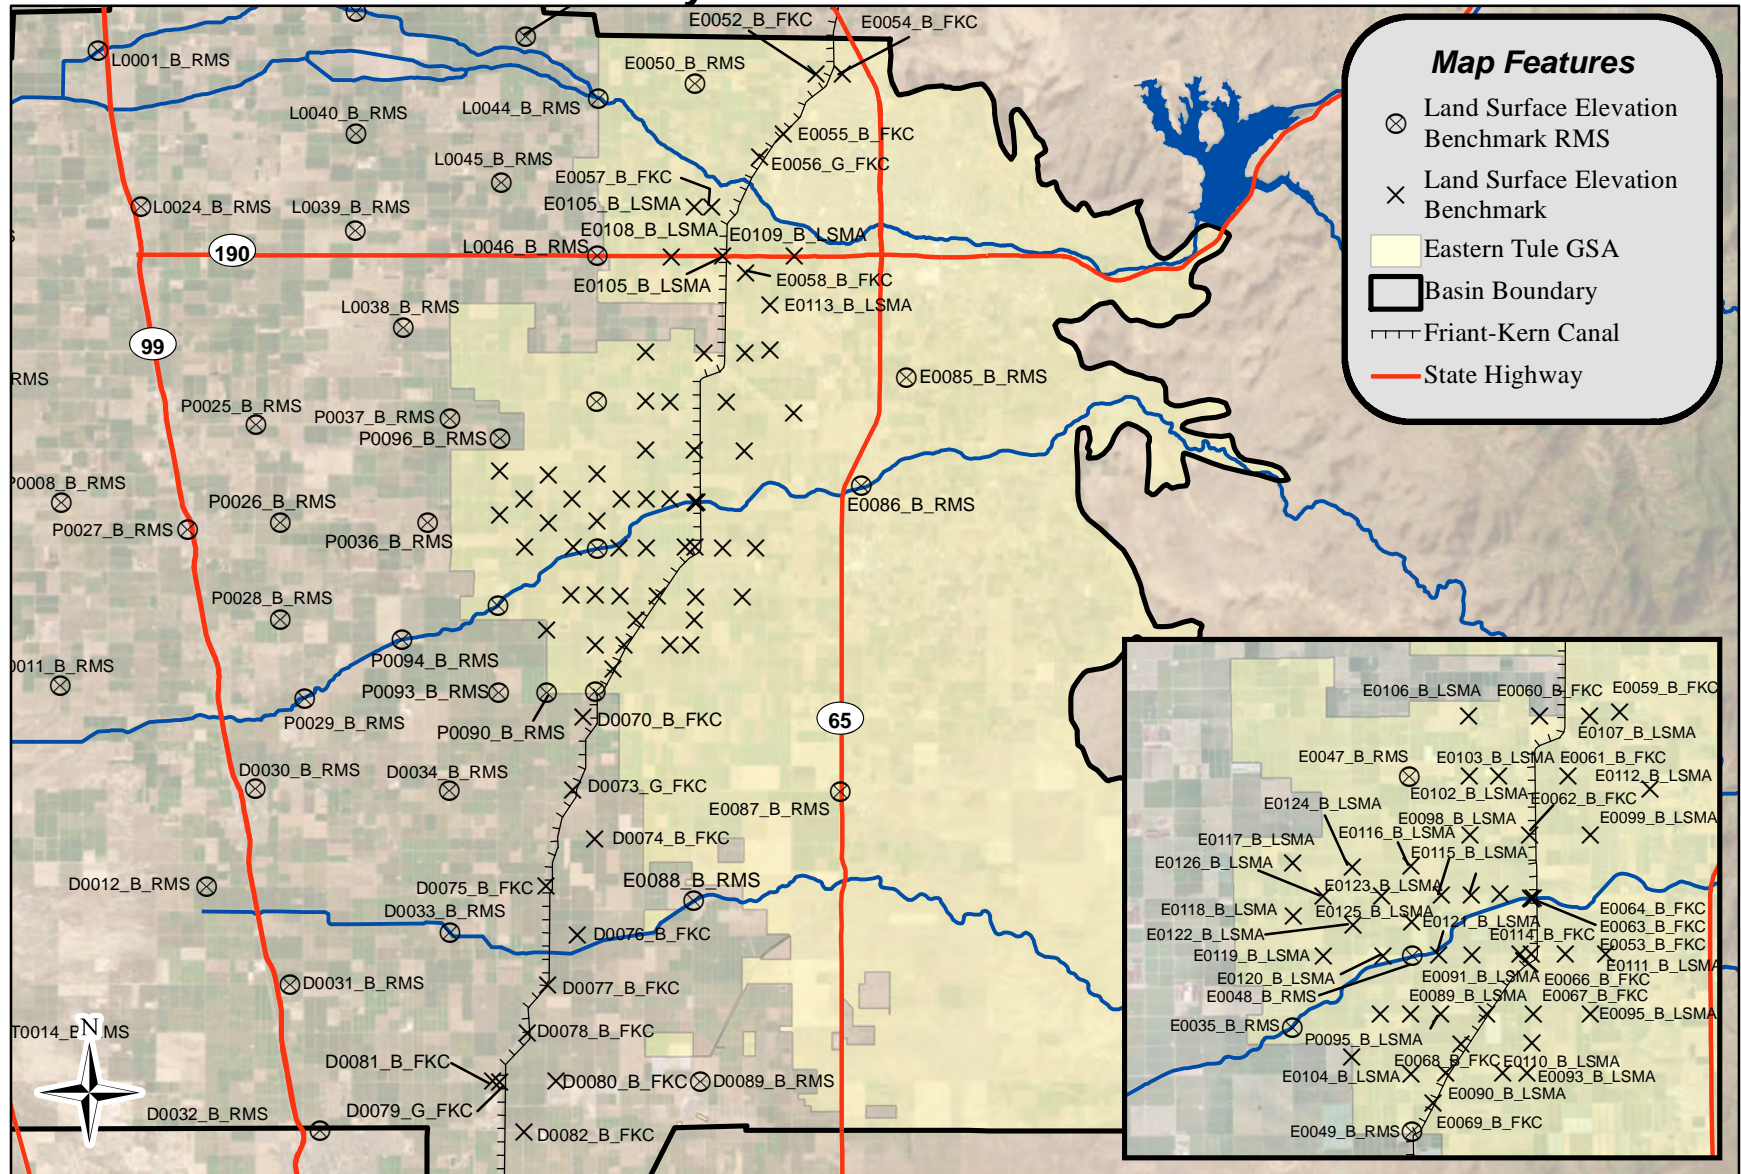 E0052_B_FKC
E0054_B_FKC
L0001_B_RMS
E0050_B_RMS
L0044_B_RMS
L0040_B_RMS
E0055_B_FKC
L0045_B_RMS
E0056_G_FKC
E0057_B_FKC
L0024_B_RMS
L0039_B_RMS
E0105_B_LSMA
E0108_B_LSMA
E0109_B_LSMA
190
L0046_B_RMS
E0105_B_LSMA
E0058_B_FKC
L0038_B_RMS
E0113_B_LSMA
99
RMS
E0085_B_RMS
P0025_B_RMS
P0037_B_RMS
P0096_B_RMS
P0008_B_RMS
P0026_B_RMS
E0086_B_RMS
P0027_B_RMS
P0036_B_RMS
P0028_B_RMS
0011_B_RMS
P0094_B_RMS
P0093_B_RMS
P0029_B_RMS
P0090_B_RMS
D0070_B_FKC
65
D0030_B_RMS
D0034_B_RMS
D0073_G_FKC
E0087_B_RMS
D0074_B_FKC
D0012_B_RMS
D0075_B_FKC
E0088_B_RMS
D0033_B_RMS
D0076_B_FKC
D0031_B_RMS
D0077_B_FKC
N
D0078_B_FKC
D0081_B_FKC
D0080_B_FKC
D0089_B_RMS
D0079_G_FKC
D0032_B_RMS
D0082_B_FKC
Map Features
Land Surface Elevation
Benchmark RMS
Land Surface Elevation
Benchmark
Eastern Tule GSA
Basin Boundary
Friant-Kern Canal
State Highway
E0106_B_LSMA
E0060_B_FKC
E0059_B_FKC
E0107_B_LSMA
E0047_B_RMS
E0103_B_LSMA
E0061_B_FKC
E0112_B_LSMA
E0102_B_LSMA
E0062_B_FKC
E0124_B_LSMA
E0098_B_LSMA
E0099_B_LSMA
E0117_B_LSMA
E0116_B_LSMA
E0115_B_LSMA
E0126_B_LSMA
E0123_B_LSMA
E0118_B_LSMA
E0125_B_LSMA
E0064_B_FKC
E0121_B_LSMA
E0063_B_FKC
E0122_B_LSMA
E0114_B_FKC
E0053_B_FKC
E0119_B_LSMA
E0111_B_LSMA
E0120_B_LSMA
E0091_B_LSMA
E0066_B_FKC
E0048_B_RMS
E0089_B_LSMA
E0067_B_FKC
E0035_B_RMS
E0095_B_LSMA
P0095_B_LSMA
E0068_B_FKC
E0110_B_LSMA
E0104_B_LSMA
E0093_B_LSMA
E0090_B_LSMA
E0049_B_RMS
E0069_B_FKC